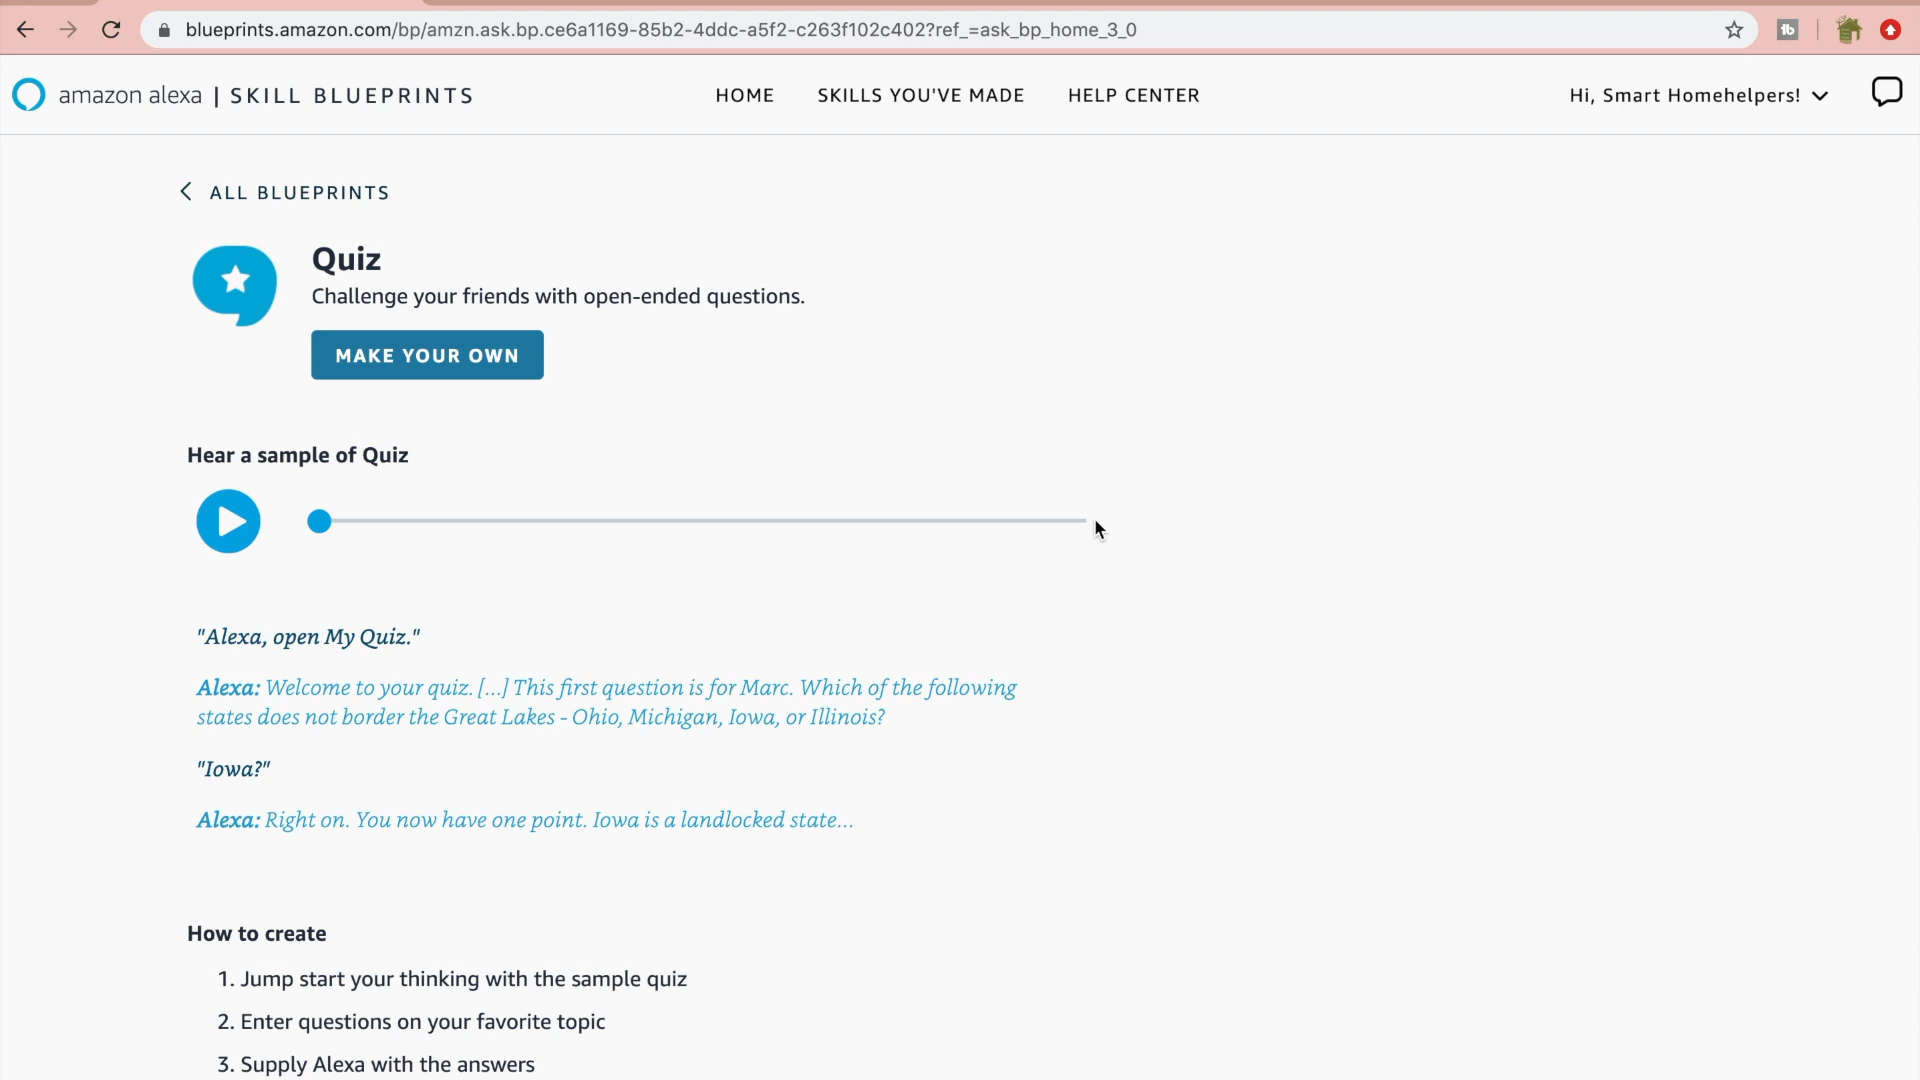 blueprints.amazon.com/bp/amzn.ask.bp.ce6a1169-85b2-4ddc-a5f2-c263f102c402?ref_=ask_bp_home_3_0
tb
amazon alexa | SKILL BLUEPRINTS
HOME
SKILLS YOU'VE MADE
HELP CENTER
Hi, Smart Homehelpers!
ALL BLUEPRINTS
Quiz
Challenge your friends with open-ended questions.
MAKE YOUR OWN
Hear a sample of Quiz
"Alexa, open My Quiz."
Alexa: Welcome to your quiz. [...] This first question is for Marc. Which of the following
states does not border the Great Lakes - Ohio, Michigan, Iowa, or Illinois?
"Iowa?"
Alexa: Right on. You now have one point. Iowa is a landlocked state...
How to create
1. Jump start your thinking with the sample quiz
2. Enter questions on your favorite topic
3. Supply Alexa with the answers